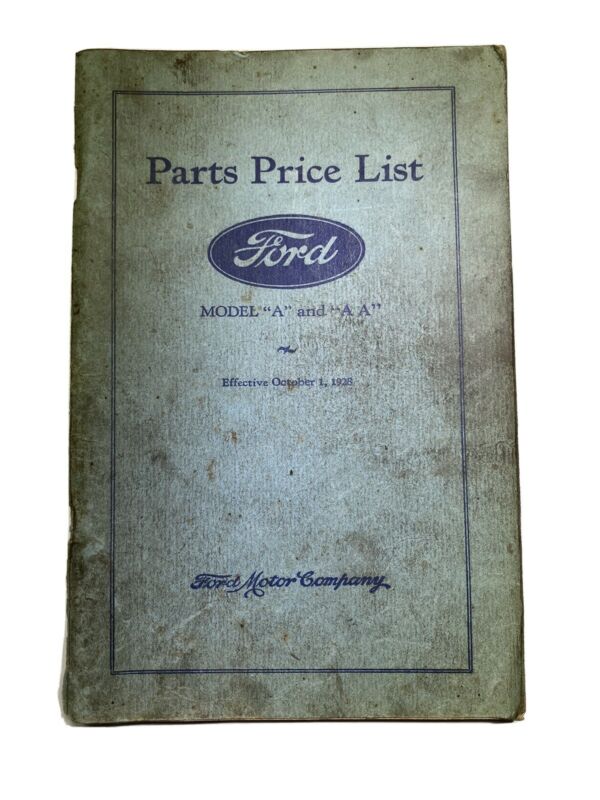 Parts Price List
Ford
MODEL "A" and "A A"
Effective October 1, 1928
Ford Motor Company